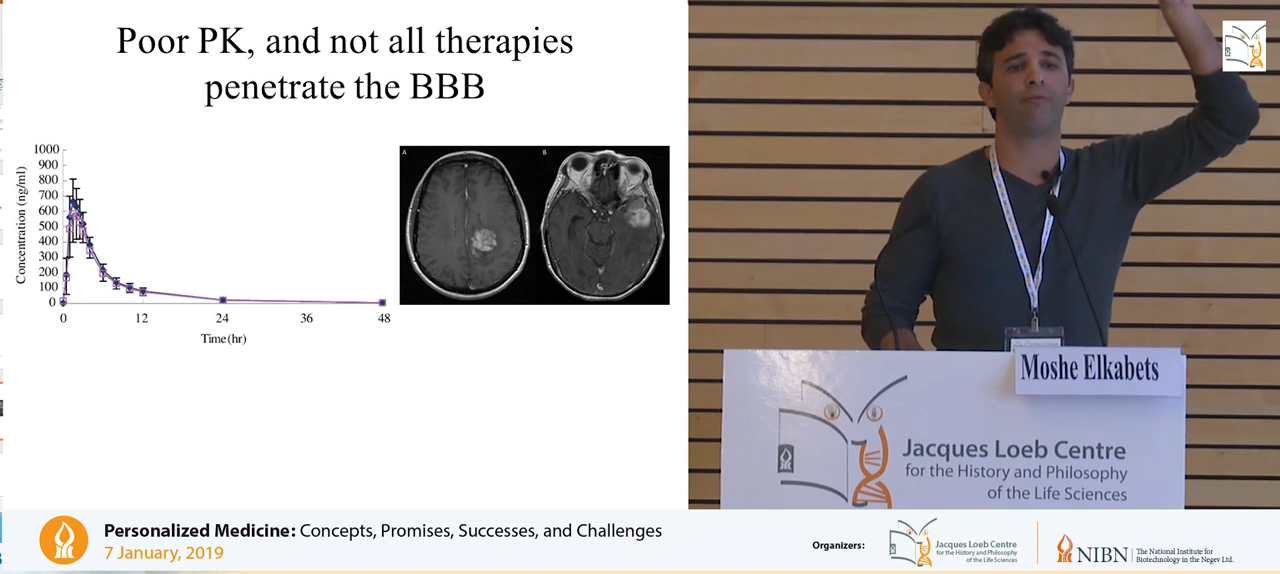 Poor PK, and not all therapies
penetrate the BBB
Concentration (ng/ml)
1000
900
800
700
600
500
400
300
200
100
0
0
12
24
36
48
Time (hr)
A
B
Moshe Elkabets
Jacques Loeb Centre
for the History and Philosophy
of the Life Sciences
Personalized Medicine: Concepts, Promises, Successes, and Challenges
7 January, 2019
Organizers:
Jacques Loeb Centre
for the History and Philosophy
of the Life Sciences
NIBN
The National Institute for
Biotechnology in the Negev Ltd.